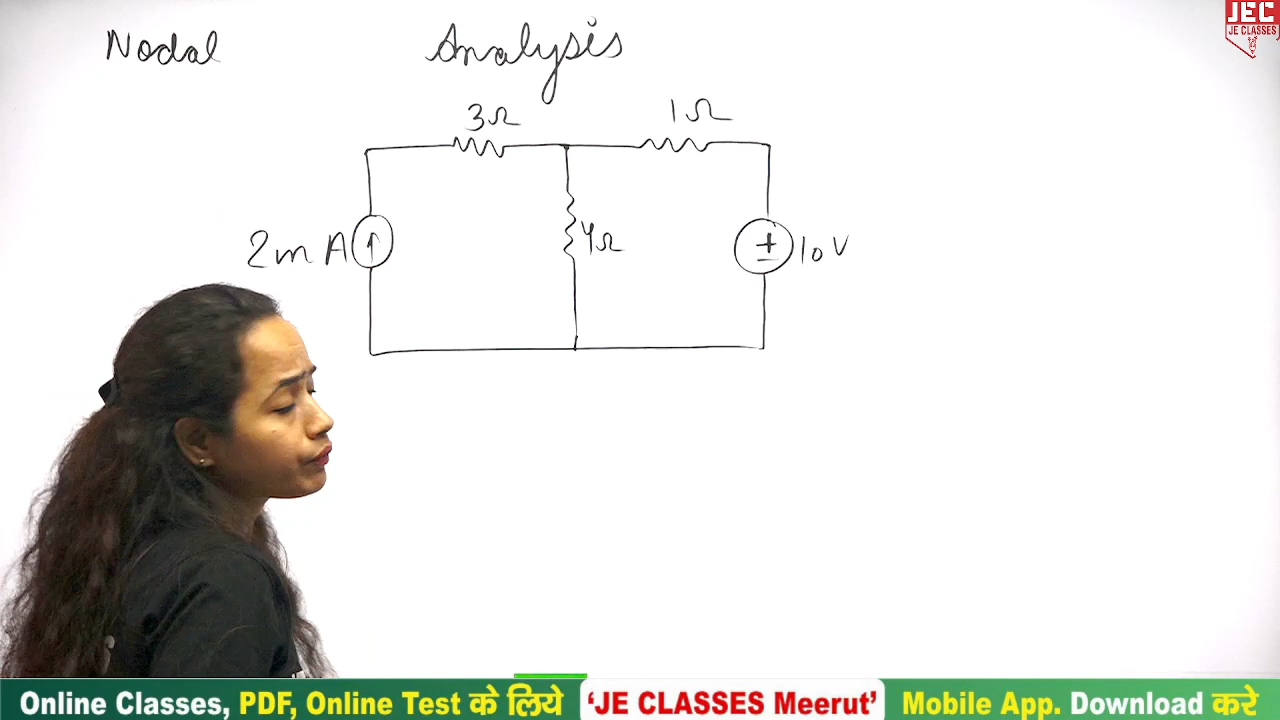 Nodal Analysis
3Ω 1Ω
2mA 4Ω ± 10V
JEC
JE CLASSES
Online Classes, PDF, Online Test के लिये 'JE CLASSES Meerut' Mobile App. Download करे